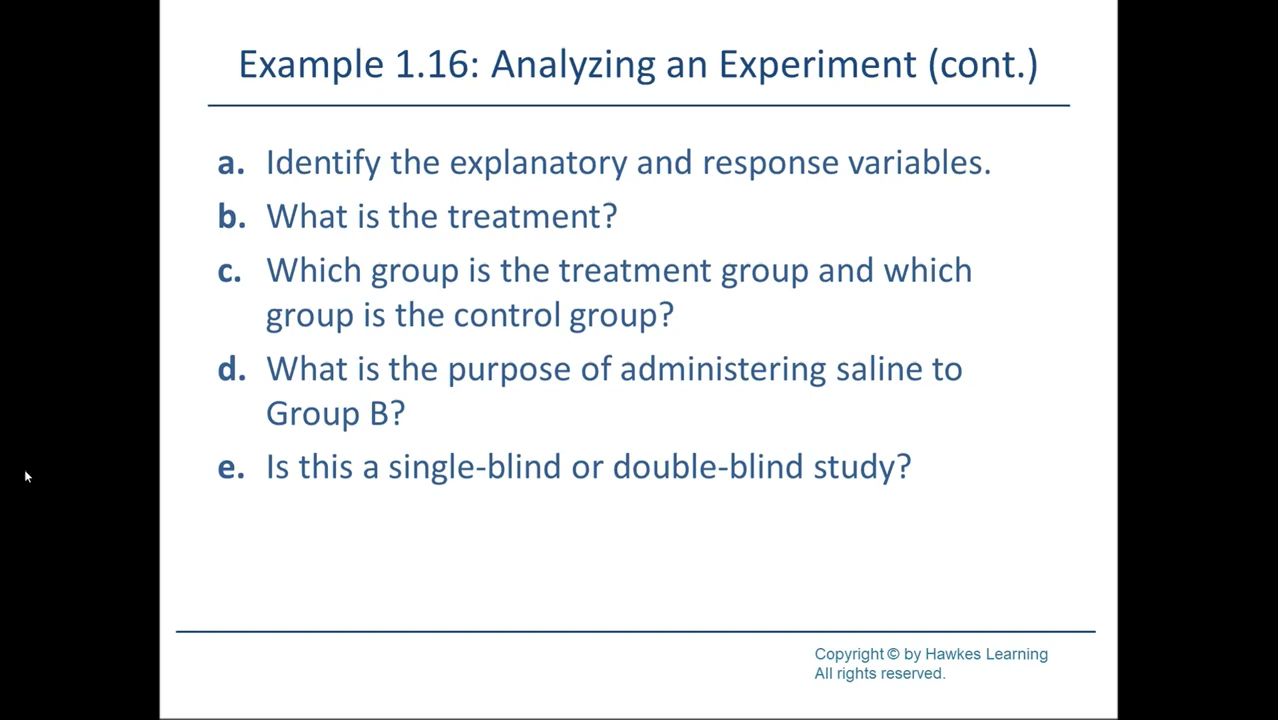 Example 1.16: Analyzing an Experiment (cont.)
a. Identify the explanatory and response variables.
b. What is the treatment?
c. Which group is the treatment group and which
group is the control group?
d. What is the purpose of administering saline to
Group B?
e. Is this a single-blind or double-blind study?
Copyright © by Hawkes Learning
All rights reserved.